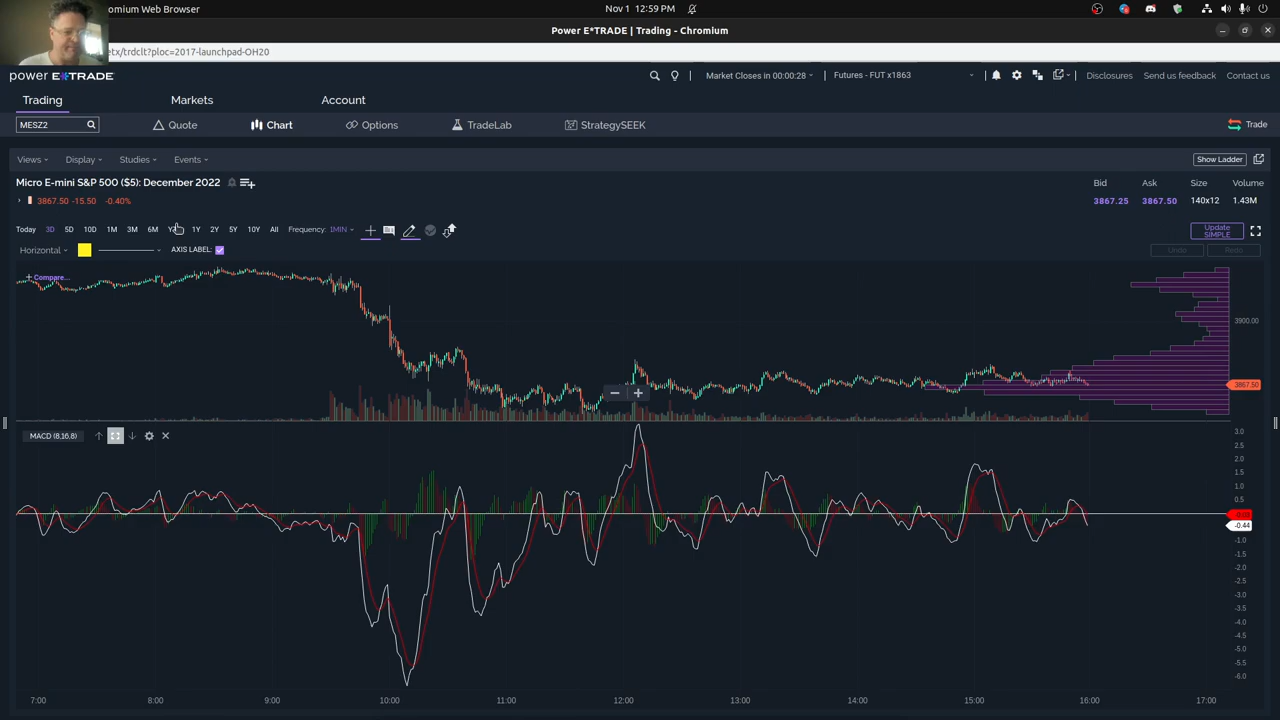 omium Web Browser
Nov 1 12:59 PM
Power E*TRADE | Trading - Chromium
etx/trdclt?ploc=2017-launchpad-OH20
power E*TRADE
Market Closes in 00:00:28
Futures - FUT x1863
Disclosures
Send us feedback
Contact us
Trading
Markets
Account
MESZ2
Quote
Chart
Options
TradeLab
StrategySEEK
Trade
Views
Display
Studies
Events
Show Ladder
Micro E-mini S&P 500 ($5): December 2022
Bid
Ask
Size
Volume
3867.50 -15.50 -0.40%
3867.25
3867.50
140x12
1.43M
Today
3D
5D
10D
1M
3M
6M
1Y
2Y
5Y
10Y
All
Frequency: 1MIN
Update
SIMPLE
Horizontal
AXIS LABEL:
Undo
Redo
+ Compare...
3900.00
3867.50
MACD (8,16,8)
3.0
2.5
2.0
1.5
1.0
0.5
-0.44
-1.0
-1.5
-2.0
-2.5
-3.0
-3.5
-4.0
-4.5
-5.0
-5.5
-6.0
7:00
8:00
9:00
10:00
11:00
12:00
13:00
14:00
15:00
16:00
17:00